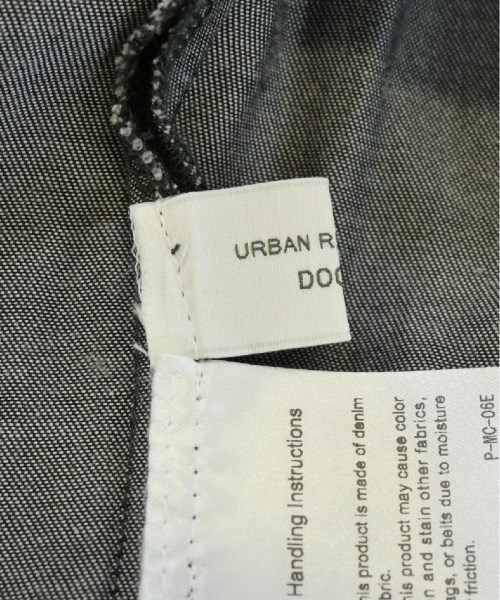 URBAN R
DOO
Handling Instructions
his product is made of denim
bric.
his product may cause color
n and stain other fabrics,
ags, or belts due to moisture
friction.
P-MC-06E